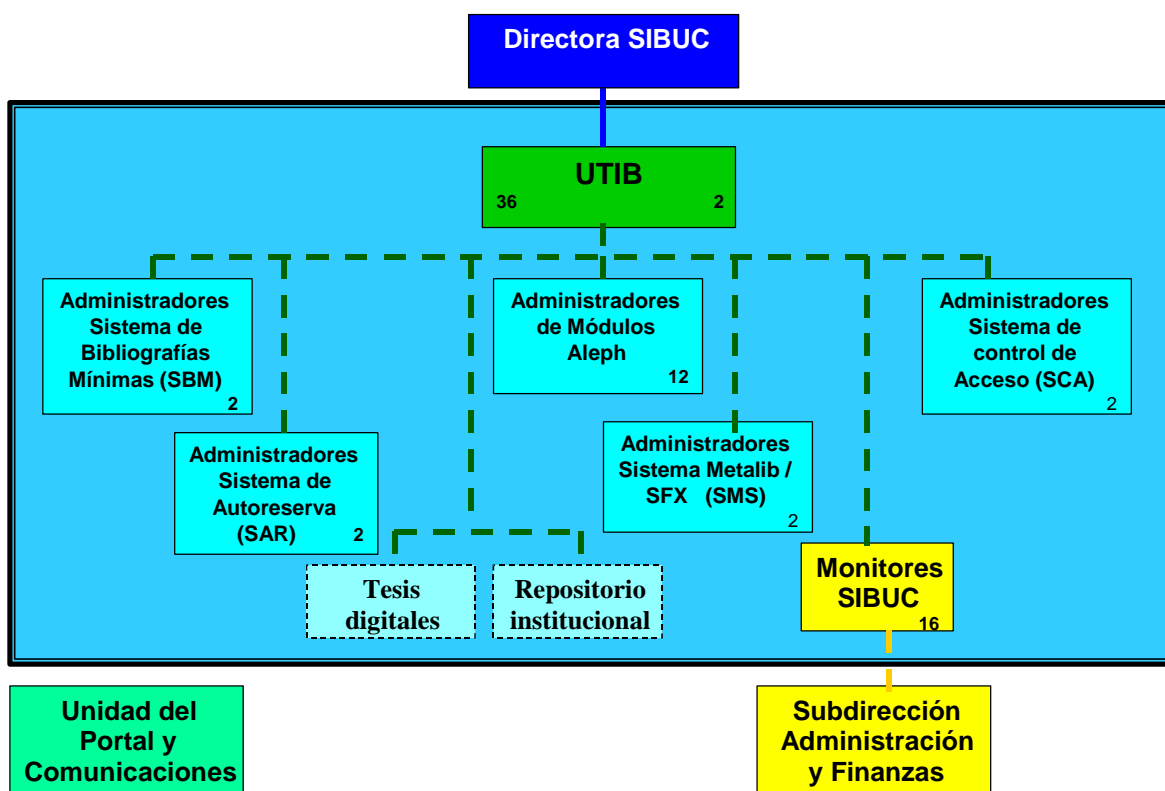 Directora SIBUC
UTIB
36 2
Administradores
Sistema de
Bibliografías
Mínimas (SBM)
2
Administradores
de Módulos
Aleph
12
Administradores
Sistema de
control de
Acceso (SCA)
2
Administradores
Sistema de
Autoreserva
(SAR) 2
Administradores
Sistema Metalib /
SFX (SMS)
2
Tesis
digitales
Repositorio
institucional
Monitores
SIBUC
16
Unidad del
Portal y
Comunicaciones
Subdirección
Administración
y Finanzas